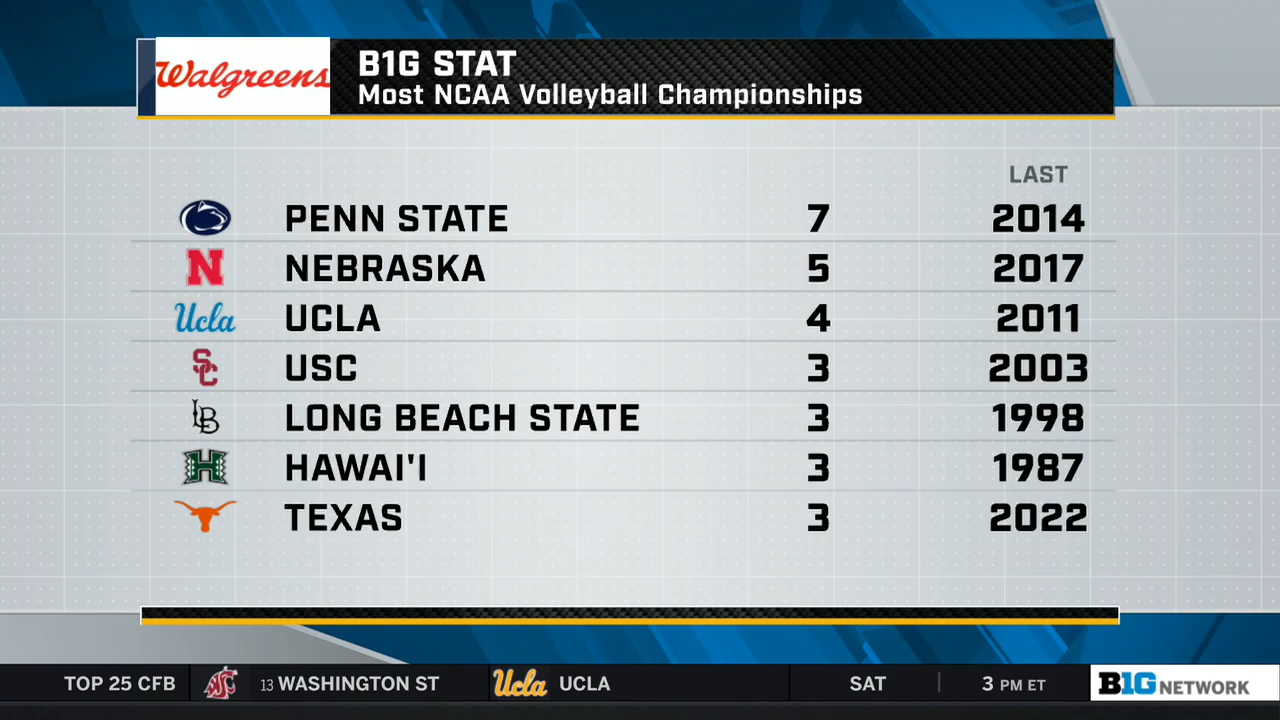 Walgreens
B1G STAT
Most NCAA Volleyball Championships
LAST
PENN STATE 7 2014
N NEBRASKA 5 2017
Ucla UCLA 4 2011
SC USC 3 2003
LB LONG BEACH STATE 3 1998
H HAWAI'I 3 1987
TEXAS 3 2022
TOP 25 CFB 13 WASHINGTON ST Ucla UCLA SAT 3 PM ET B1G NETWORK